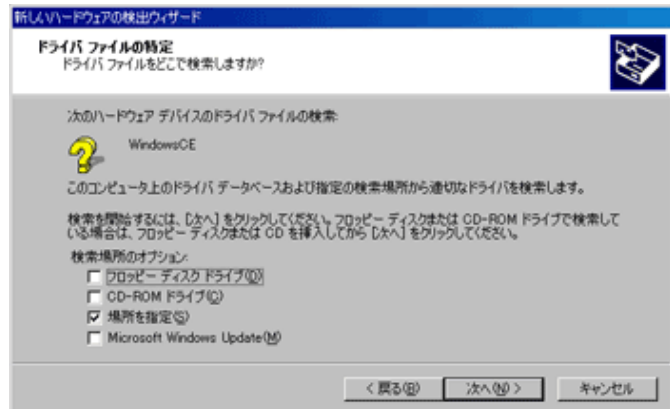 新しいハードウェアの検出ウィザード
ドライバ ファイルの特定
ドライバ ファイルをどこで検索しますか?
次のハードウェア デバイスのドライバ ファイルの検索:
WindowsCE
このコンピュータ上のドライバ データベースおよび指定の検索場所から適切なドライバを検索します。
検索を開始するには、[次へ] をクリックしてください。フロッピー ディスクまたは CD-ROM ドライブで検索して
いる場合は、フロッピー ディスクまたは CD を挿入してから [次へ] をクリックしてください。
検索場所のオプション:
フロッピー ディスク ドライブ(D)
CD-ROM ドライブ(C)
場所を指定(S)
Microsoft Windows Update(M)
< 戻る(B)
次へ(N) >
キャンセル